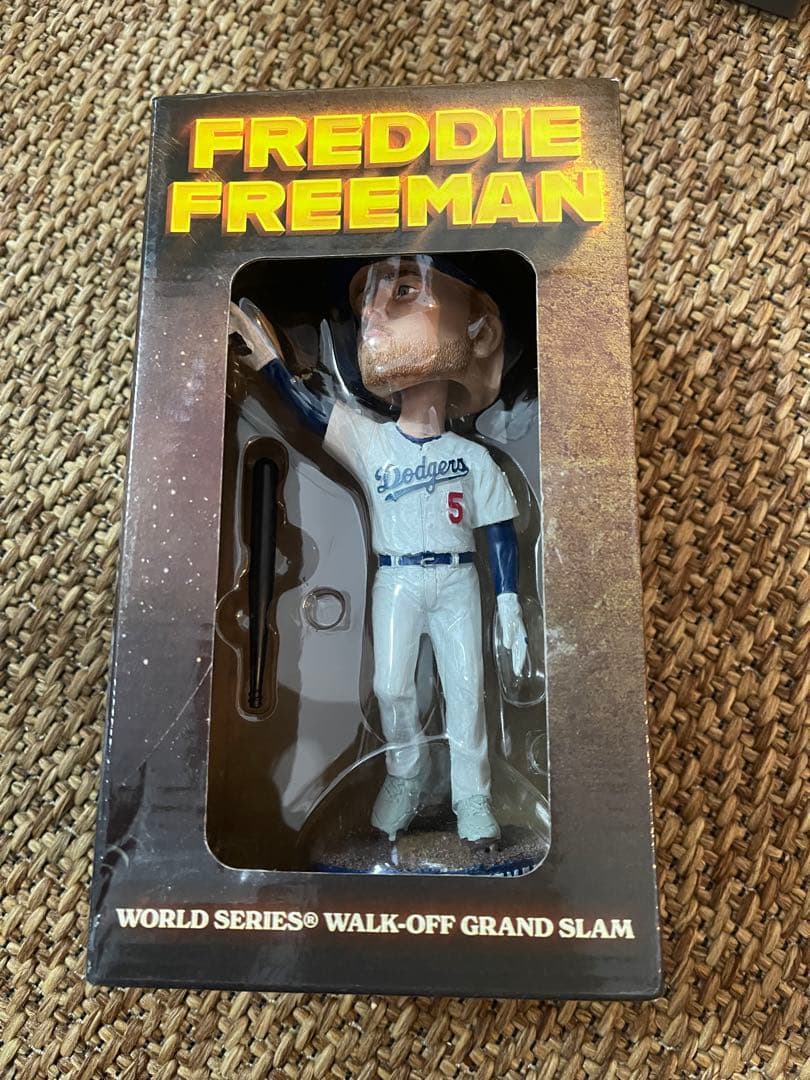 FREDDIE
FREEMAN
Dodgers
5
WORLD SERIES® WALK-OFF GRAND SLAM